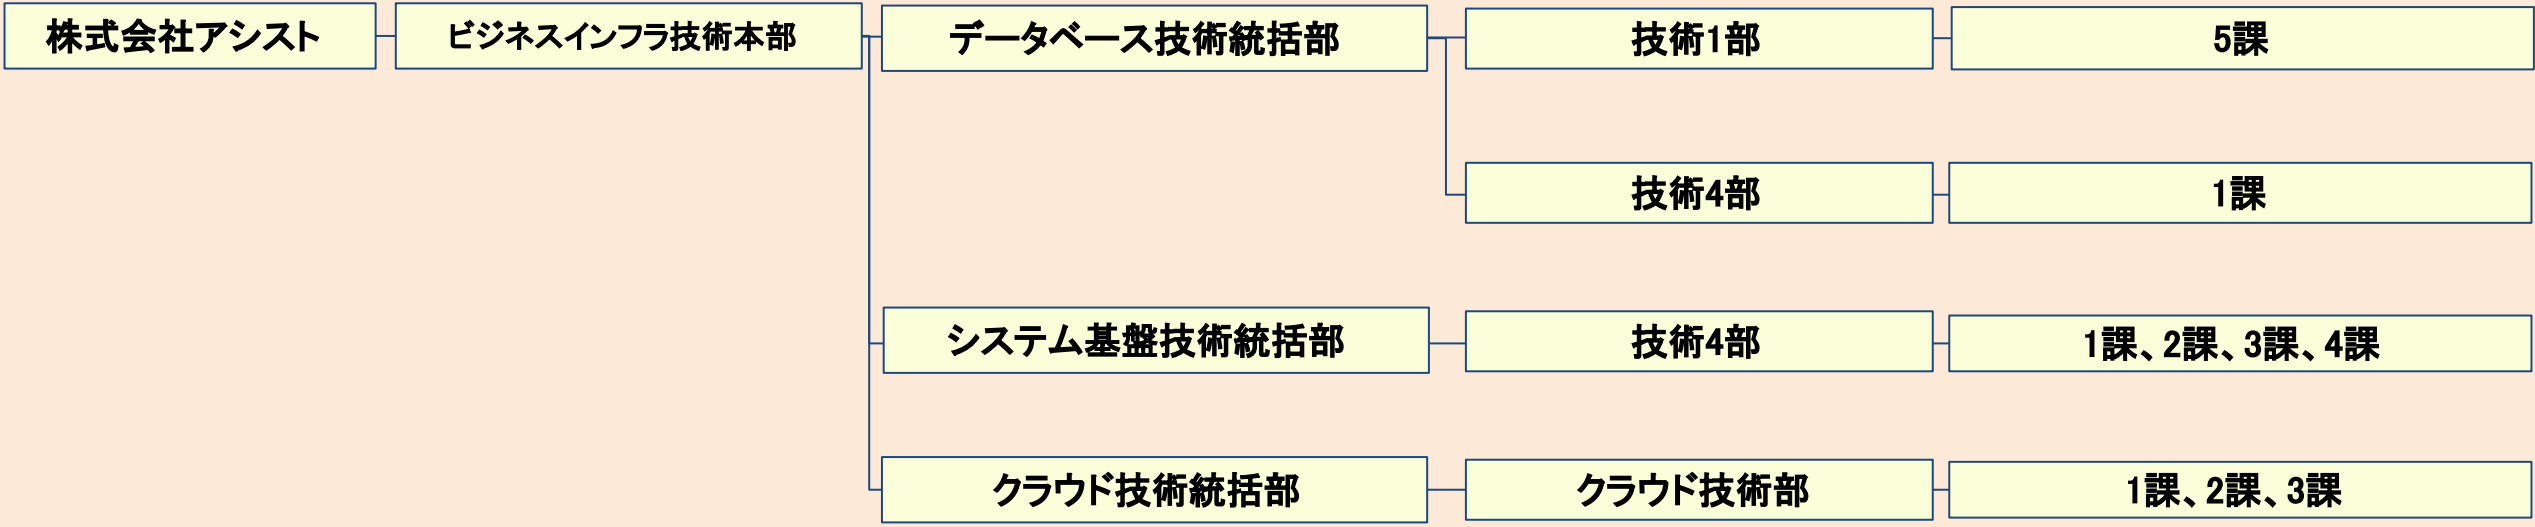 株式会社アシスト
ビジネスインフラ技術本部
データベース技術統括部
技術1部
5課
技術4部
1課
システム基盤技術統括部
技術4部
1課、2課、3課、4課
クラウド技術統括部
クラウド技術部
1課、2課、3課